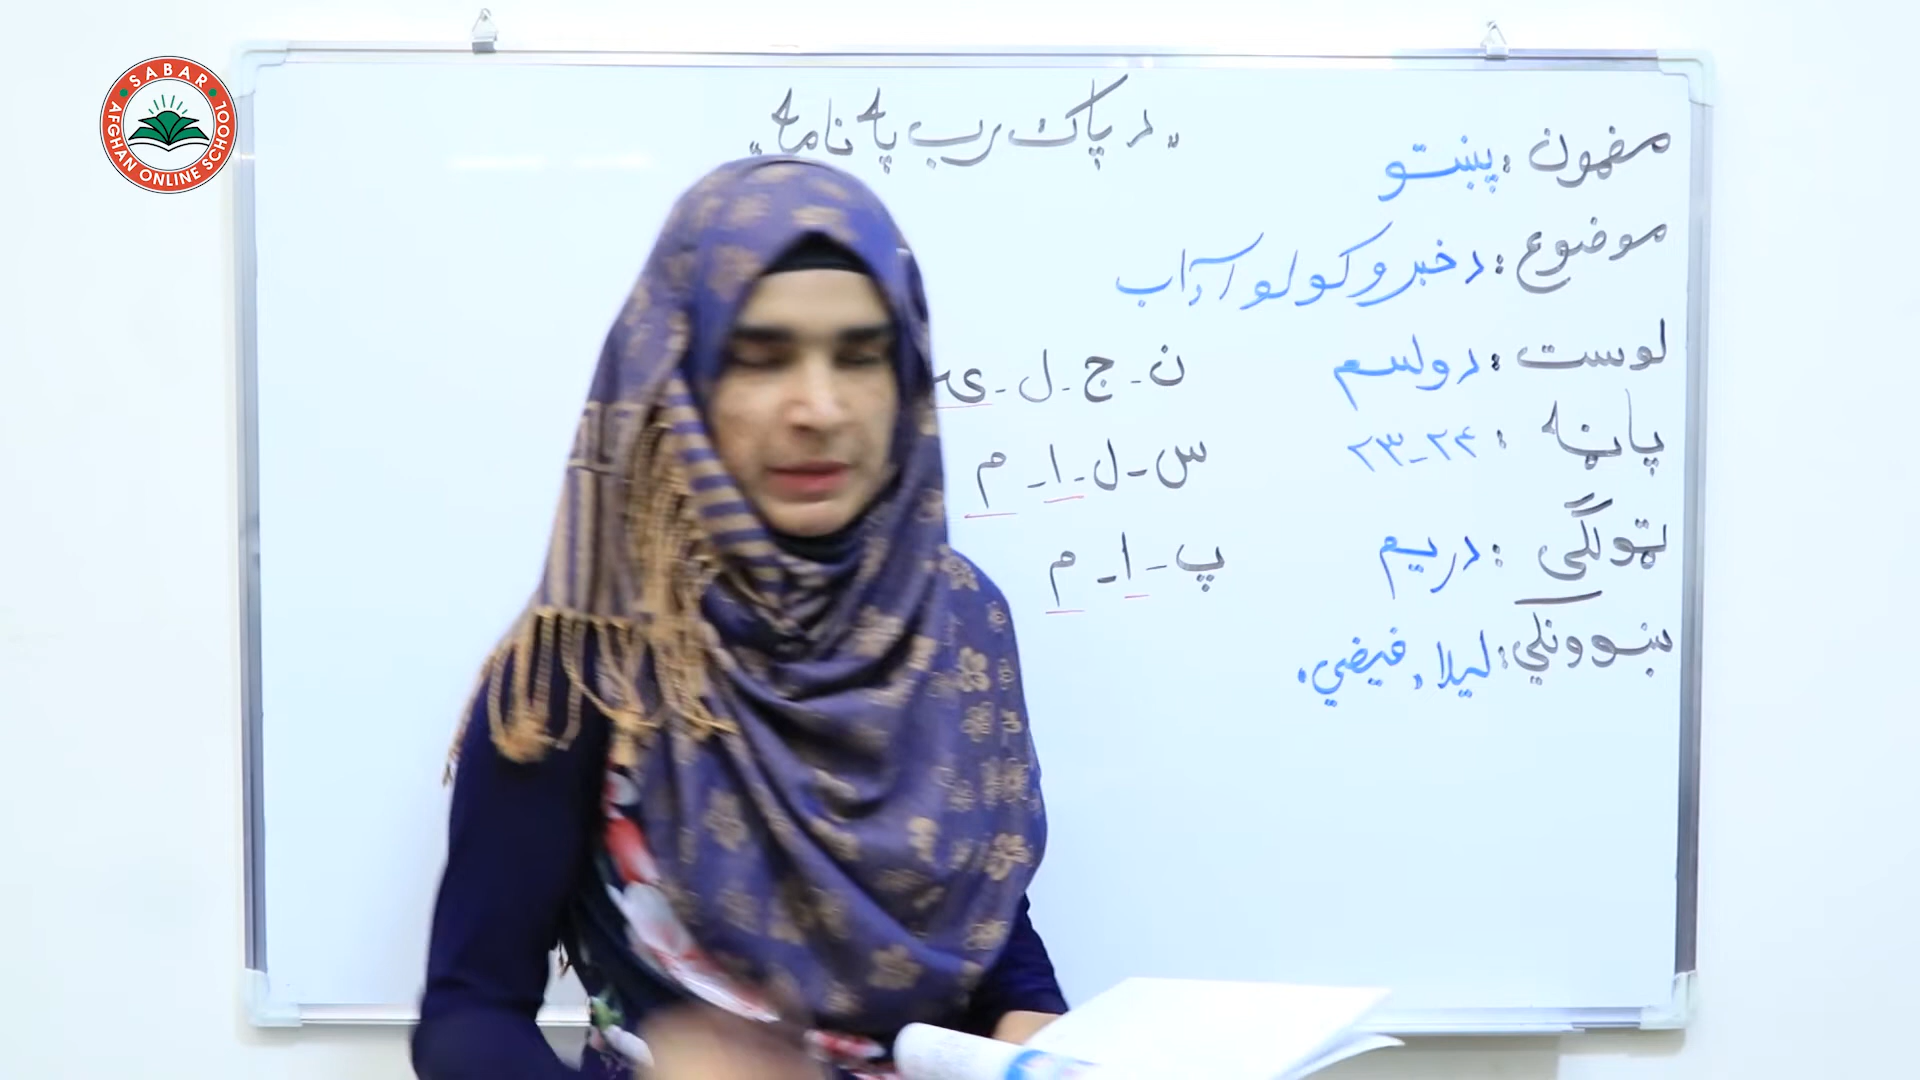 SABAR
AFGHAN ONLINE SCHOOL
"د پاک رب په نامه"
مضمون : پښتو
موضوع : د خبرو کولو آداب
لوست : دولسم
پاڼه : ۲۳-۲۴
ټولګی : دریم
ښوونکي : لیلا، فیضي.
ن - ج - ل - ی
س - ل - ا - م
پ - ا - م